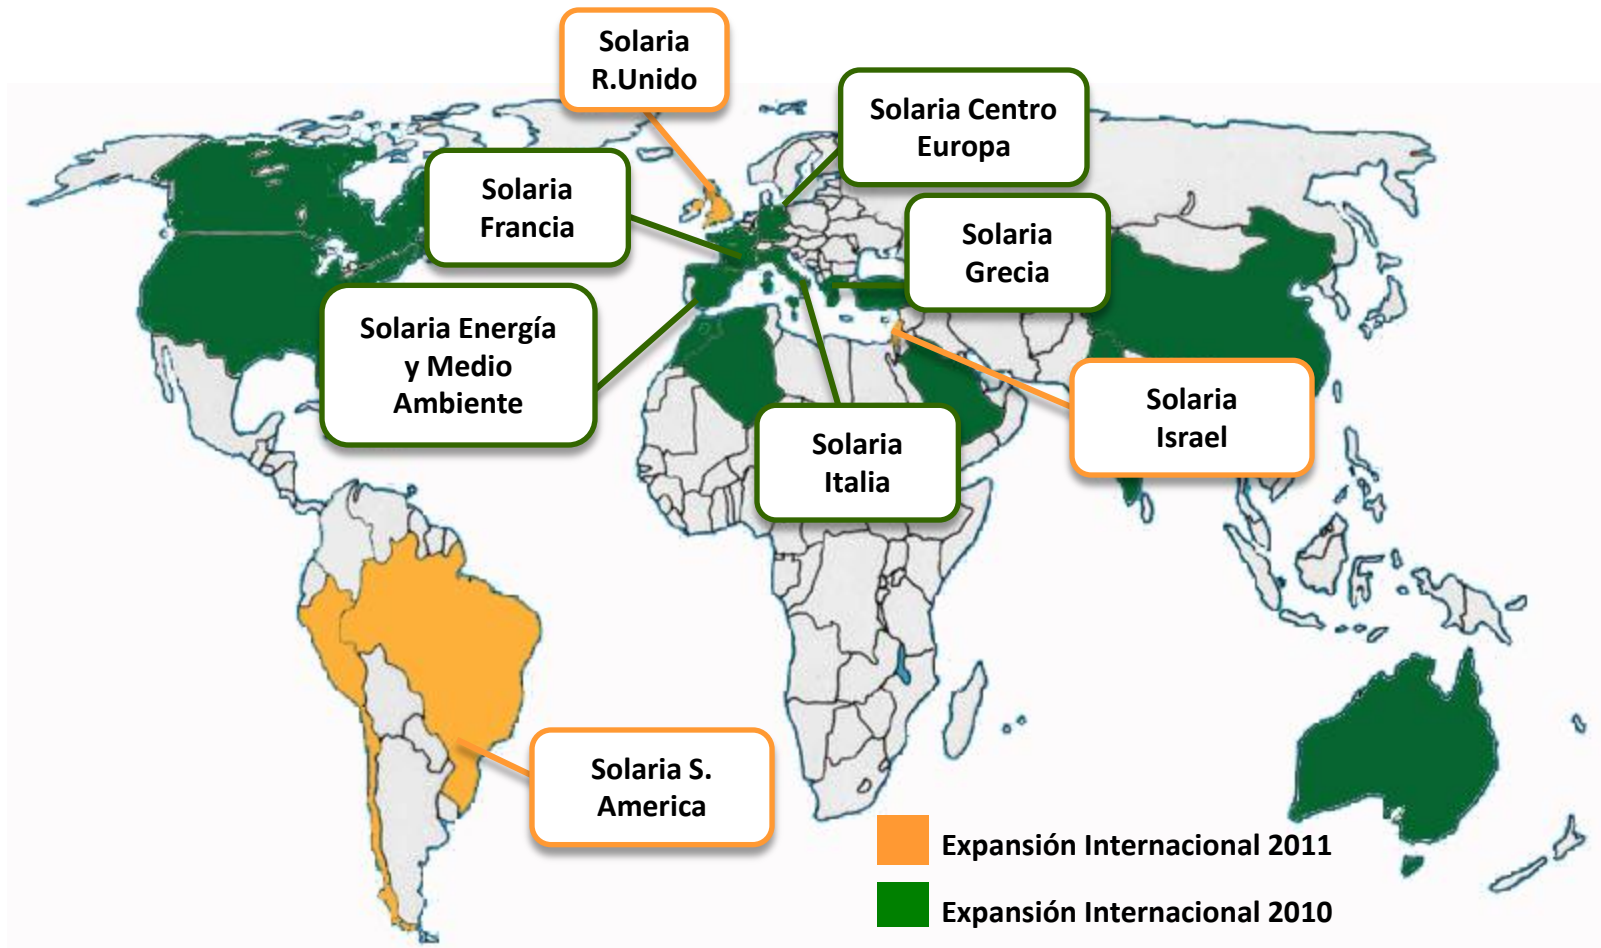 Solaria
R.Unido
Solaria Centro
Europa
Solaria
Francia
Solaria
Grecia
Solaria Energía
y Medio
Ambiente
Solaria
Israel
Solaria
Italia
Solaria S.
America
Expansión Internacional 2011
Expansión Internacional 2010